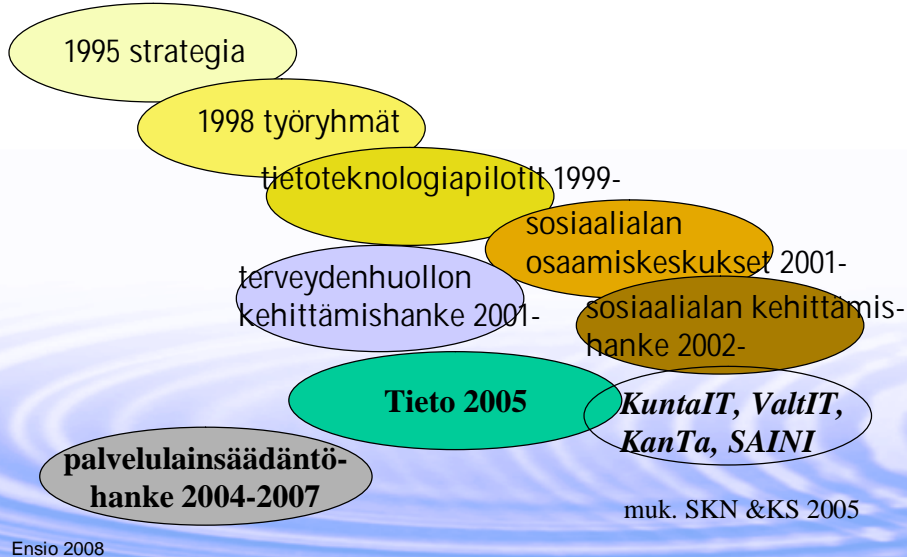 1995 strategia
1998 työryhmät
tietoteknologiapilotit 1999-
sosiaalialan
osaamiskeskukset 2001-
terveydenhuollon
kehittämishanke 2001-
sosiaalialan kehittämis-
hanke 2002-
Tieto 2005
KuntaIT, ValtIT,
KanTa, SAINI
palvelulainsäädäntö-
hanke 2004-2007
muk. SKN &KS 2005
Ensio 2008